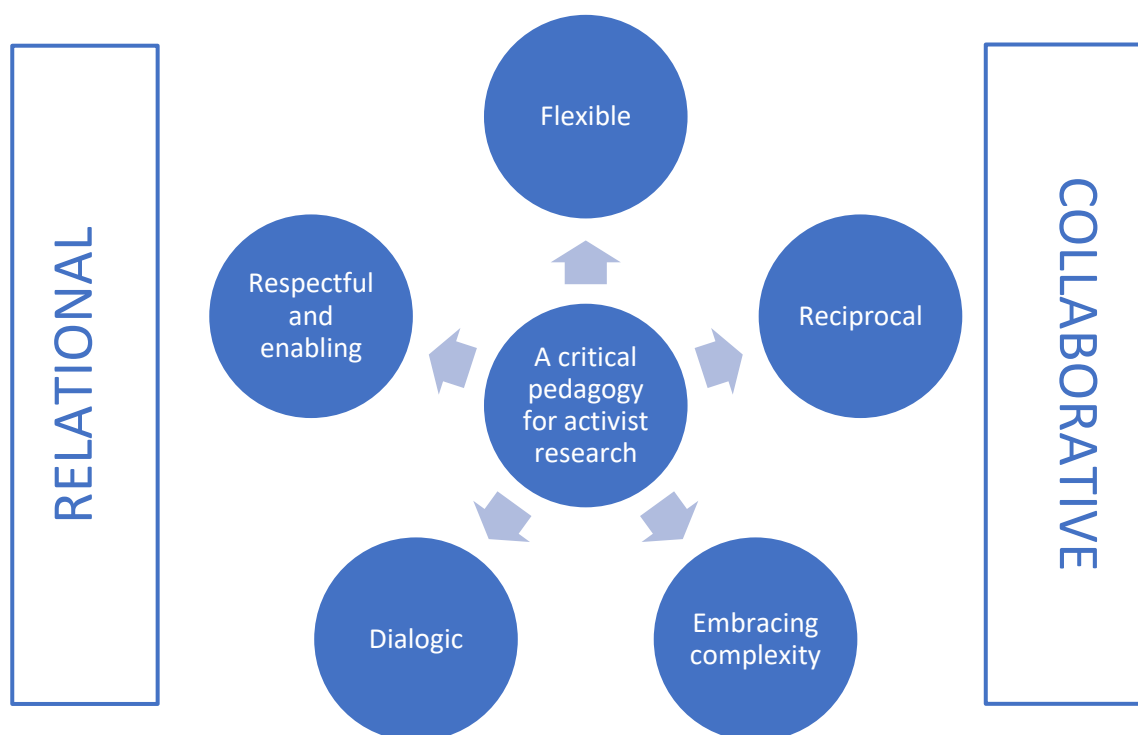 RELATIONAL
Flexible
Respectful
and
enabling
Reciprocal
A critical
pedagogy
for activist
research
Dialogic
Embracing
complexity
COLLABORATIVE